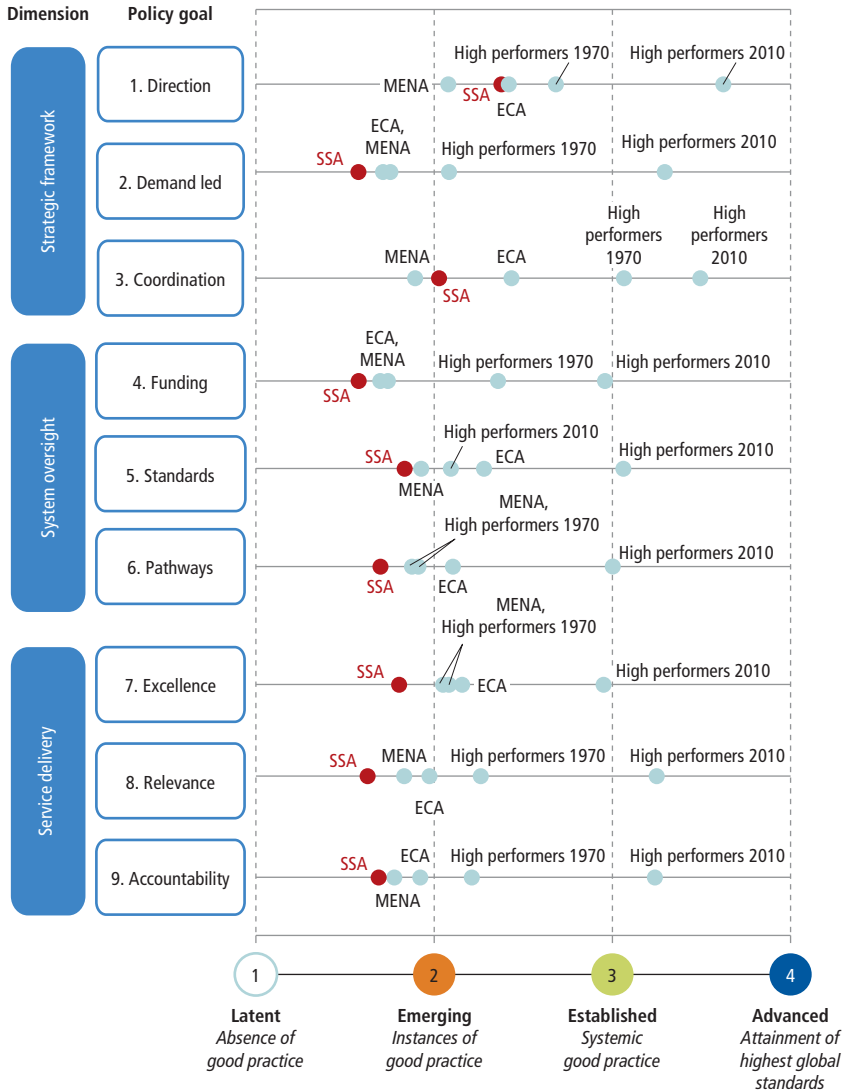 Dimension
Policy goal
Strategic framework
1. Direction
MENA
SSA
ECA
High performers 1970
High performers 2010
2. Demand led
SSA
ECA,
MENA
High performers 1970
High performers 2010
3. Coordination
MENA
SSA
ECA
High
performers
1970
High
performers
2010
System oversight
4. Funding
SSA
ECA,
MENA
High performers 1970
High performers 2010
5. Standards
SSA
MENA
High performers 2010
ECA
High performers 2010
6. Pathways
SSA
MENA,
High performers 1970
ECA
High performers 2010
Service delivery
7. Excellence
SSA
MENA,
High performers 1970
ECA
High performers 2010
8. Relevance
SSA
MENA
ECA
High performers 1970
High performers 2010
9. Accountability
SSA
MENA
ECA
High performers 1970
High performers 2010
1
2
3
4
Latent
Absence of
good practice
Emerging
Instances of
good practice
Established
Systemic
good practice
Advanced
Attainment of
highest global
standards